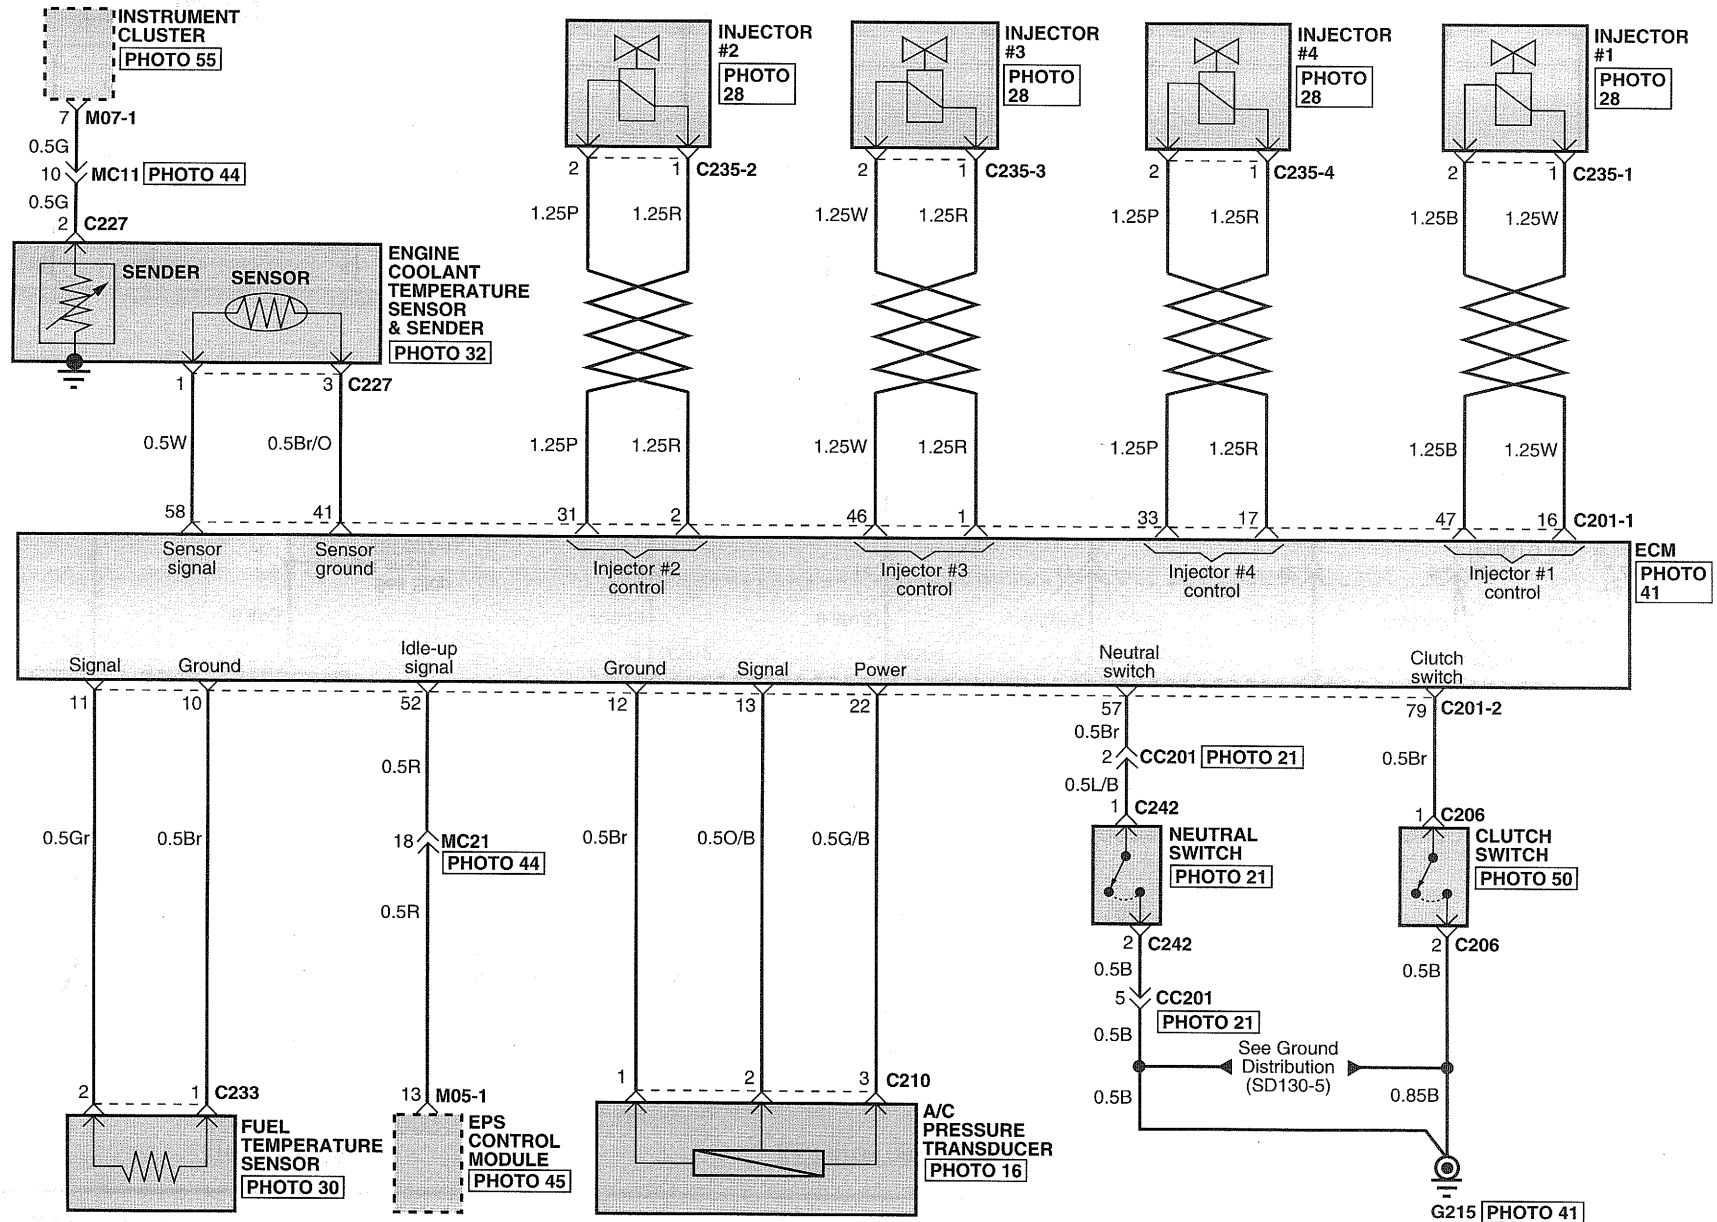 INSTRUMENT
CLUSTER
PHOTO 55
7 M07-1
0.5G
10 MC11 PHOTO 44
0.5G
2 C227
SENDER
SENSOR
ENGINE
COOLANT
TEMPERATURE
SENSOR
& SENDER
PHOTO 32
1 3 C227
0.5W 0.5Br/O
58 41
INJECTOR
#2
PHOTO
28
2 1 C235-2
1.25P 1.25R
1.25P 1.25R
31 2
INJECTOR
#3
PHOTO
28
2 1 C235-3
1.25W 1.25R
1.25W 1.25R
46 1
INJECTOR
#4
PHOTO
28
2 1 C235-4
1.25P 1.25R
1.25P 1.25R
33 17
INJECTOR
#1
PHOTO
28
2 1 C235-1
1.25B 1.25W
1.25B 1.25W
47 16 C201-1
Sensor
signal
Sensor
ground
Injector #2
control
Injector #3
control
Injector #4
control
Injector #1
control
ECM
PHOTO
41
Signal
Ground
Idle-up
signal
Ground
Signal
Power
Neutral
switch
Clutch
switch
11 10 52 12 13 22 57 79 C201-2
0.5Gr 0.5Br
2 1 C233
FUEL
TEMPERATURE
SENSOR
PHOTO 30
0.5R
18 MC21
PHOTO 44
0.5R
13 M05-1
EPS
CONTROL
MODULE
PHOTO 45
0.5Br 0.5O/B 0.5G/B
1 2 3 C210
A/C
PRESSURE
TRANSDUCER
PHOTO 16
0.5Br
2 CC201 PHOTO 21
0.5L/B
1 C242
NEUTRAL
SWITCH
PHOTO 21
2 C242
0.5B
5 CC201
PHOTO 21
0.5B
0.5B
0.5Br
1 C206
CLUTCH
SWITCH
PHOTO 50
2 C206
0.5B
See Ground
Distribution
(SD130-5)
0.85B
G215 PHOTO 41